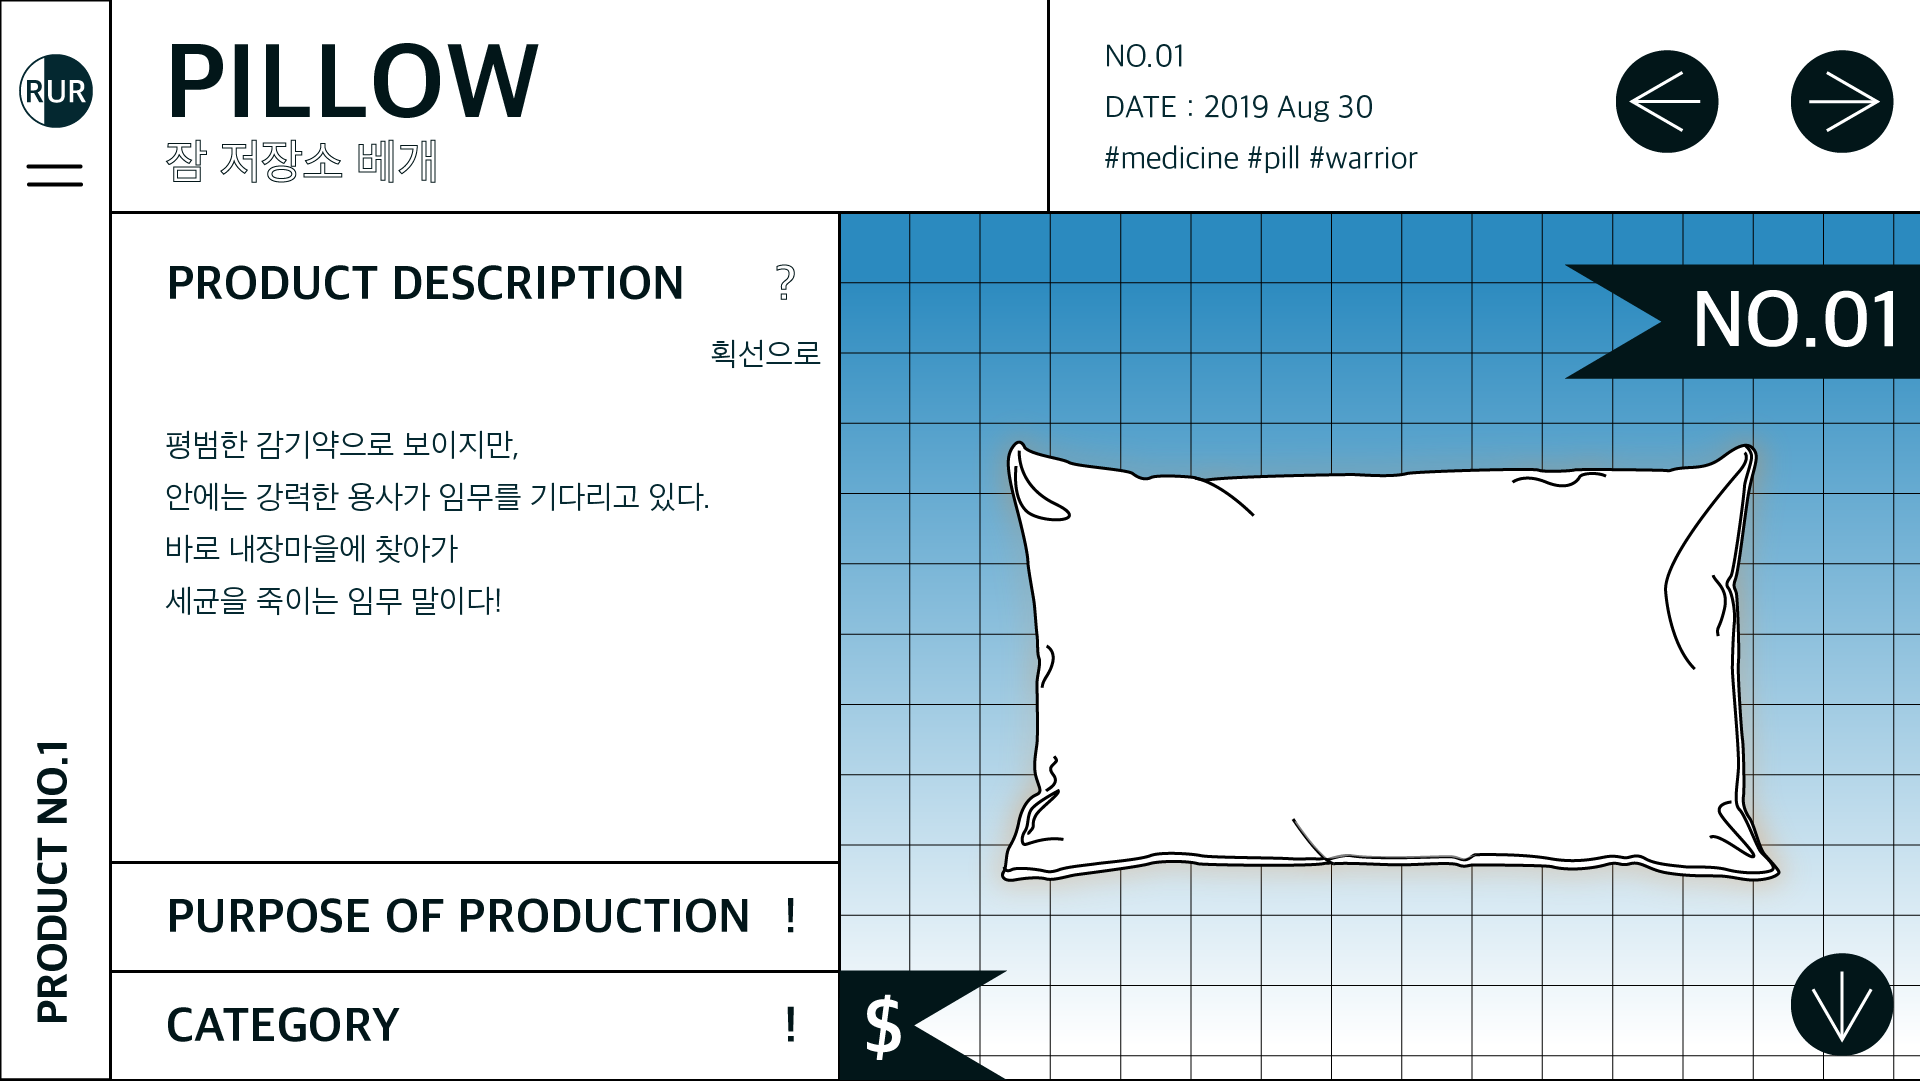 RUR
PRODUCT NO.1
PILLOW
잠 저장소 베개
NO.01
DATE : 2019 Aug 30
#medicine #pill #warrior
PRODUCT DESCRIPTION ?
획선으로
평범한 감기약으로 보이지만,
안에는 강력한 용사가 임무를 기다리고 있다.
바로 내장마을에 찾아가
세균을 죽이는 임무 말이다!
PURPOSE OF PRODUCTION !
CATEGORY !
NO.01
$